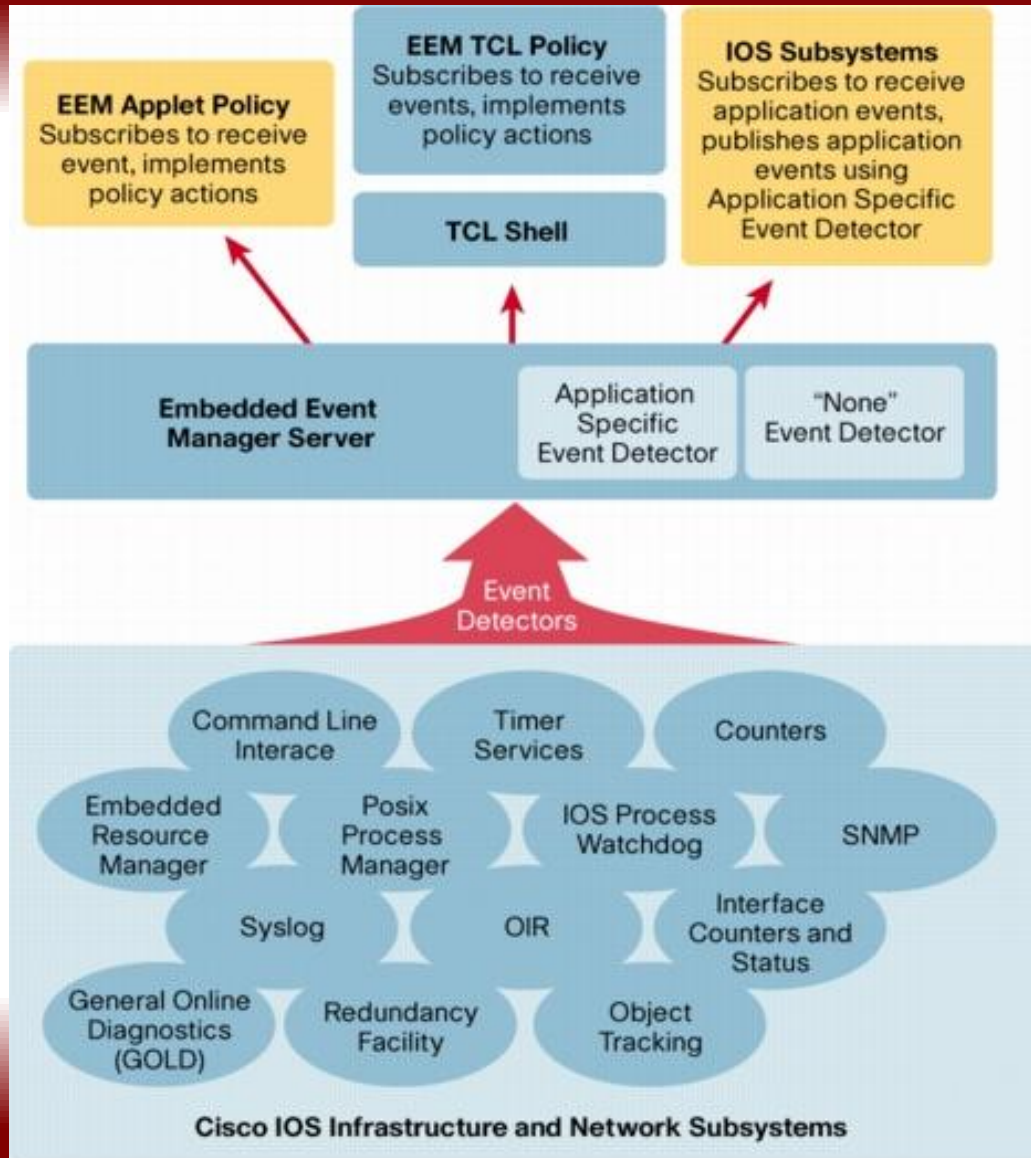 EEM Applet Policy
Subscribes to receive
event, implements
policy actions
EEM TCL Policy
Subscribes to receive
events, implements
policy actions
TCL Shell
IOS Subsystems
Subscribes to receive
application events,
publishes application
events using
Application Specific
Event Detector
Embedded Event
Manager Server
Application
Specific
Event Detector
“None”
Event Detector
Event
Detectors
Command Line
Interace
Timer
Services
Counters
Embedded
Resource
Manager
Posix
Process
Manager
IOS Process
Watchdog
SNMP
Syslog
OIR
Interface
Counters and
Status
General Online
Diagnostics
(GOLD)
Redundancy
Facility
Object
Tracking
Cisco IOS Infrastructure and Network Subsystems